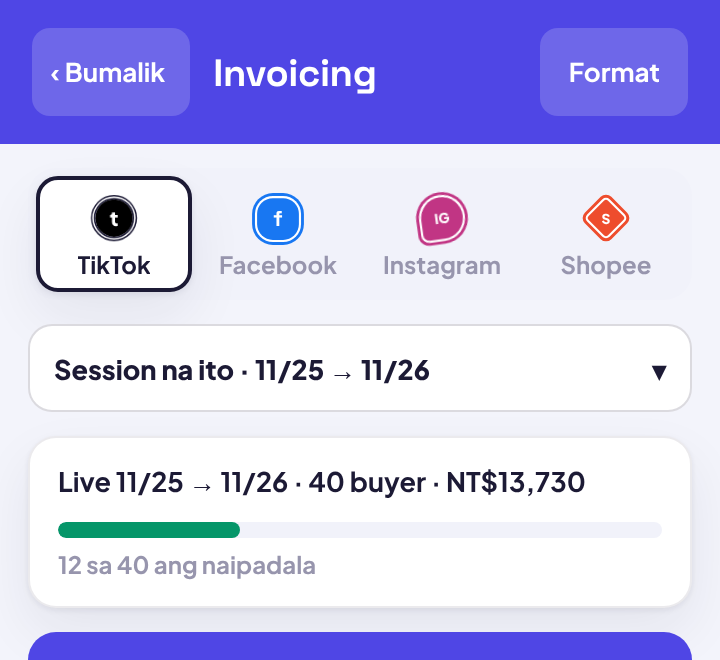 ‹ Bumalik
Invoicing
Format
t
f
IG
S
TikTok
Facebook
Instagram
Shopee
Session na ito · 11/25 → 11/26
▼
Live 11/25 → 11/26 · 40 buyer · NT$13,730
12 sa 40 ang naipadala